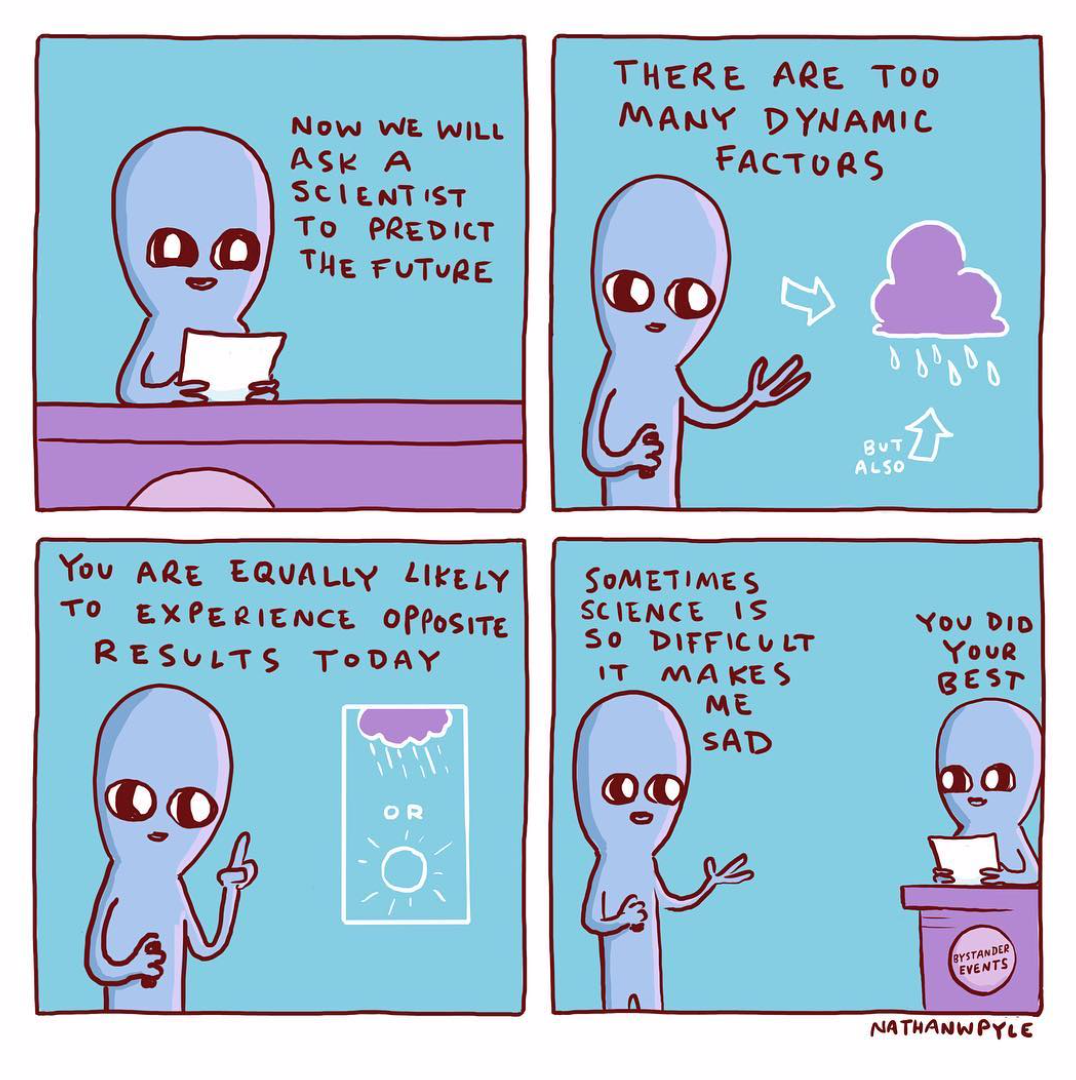 NOW WE WILL
ASK A
SCIENTIST
TO PREDICT
THE FUTURE
THERE ARE TOO
MANY DYNAMIC
FACTORS
BUT
ALSO
YOU ARE EQUALLY LIKELY
TO EXPERIENCE OPPOSITE
RESULTS TODAY
OR
SOMETIMES
SCIENCE IS
SO DIFFICULT
IT MAKES
ME
SAD
YOU DID
YOUR
BEST
BYSTANDER
EVENTS
NATHANWPYLE